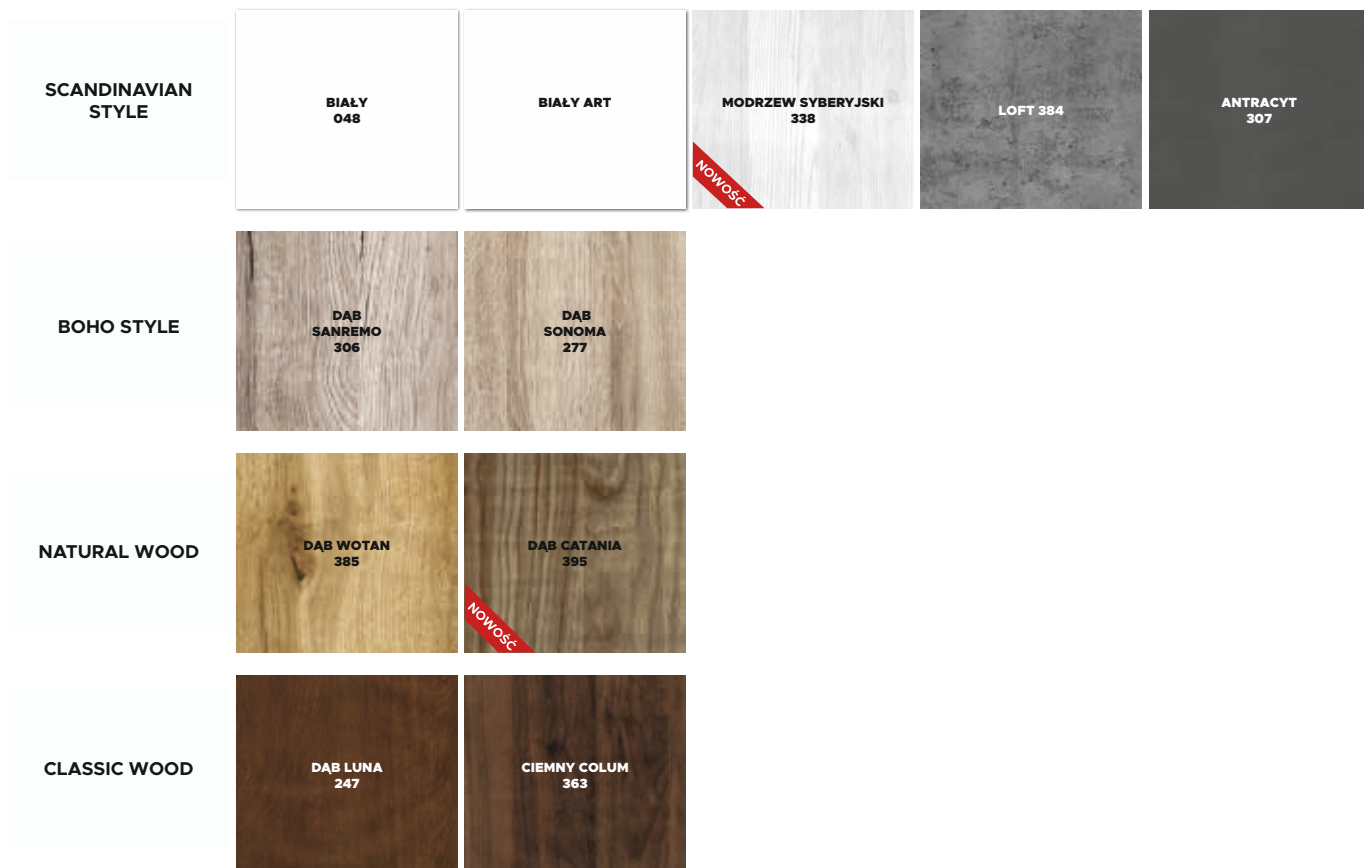 SCANDINAVIAN
STYLE
BIAŁY
048
BIAŁY ART
MODRZEW SYBERYJSKI
338
NOWOŚĆ
LOFT 384
ANTRACYT
307
BOHO STYLE
DĄB
SANREMO
306
DĄB
SONOMA
277
NATURAL WOOD
DĄB WOTAN
385
DĄB CATANIA
395
NOWOŚĆ
CLASSIC WOOD
DĄB LUNA
247
CIEMNY COLUM
363